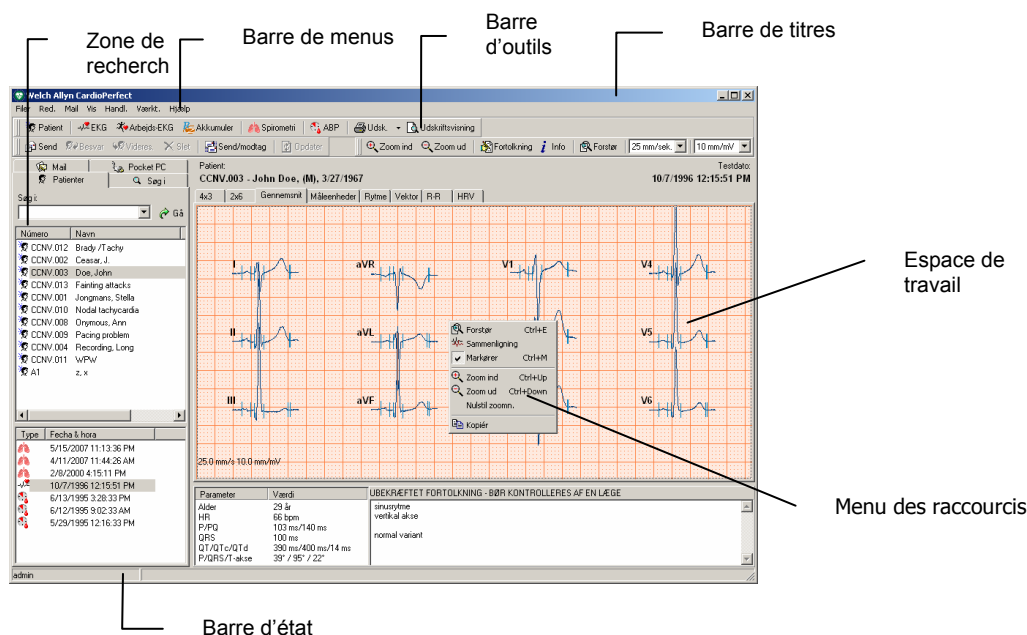 Zone de
recherch
Barre de menus
Barre
d'outils
Barre de titres
Welch Allyn CardioPerfect
Filer Red. Mail Vis Handl. Værkt. Hjælp
Patient EKG Arbejds-EKG Akkumuler Spirometri ABP Udsk. Udskriftsvisning
Send Besvar Videres. Slet Send/modtag Opdater Zoom ind Zoom ud Fortolkning Info Forstør 25 mm/sek. 10 mm/mV
Mail Pocket PC
Patienter Søg i
Søg i:
Gå
Número Navn
CCNV.012 Brady /Tachy
CCNV.002 Ceasar, J.
CCNV.003 Doe, John
CCNV.013 Fainting attacks
CCNV.001 Jongmans, Stella
CCNV.010 Nodal tachycardia
CCNV.008 Onymous, Ann
CCNV.009 Pacing problem
CCNV.004 Recording, Long
CCNV.011 WPW
A1 z, x
Type Fecha & hora
5/15/2007 11:13:36 PM
4/11/2007 11:44:26 AM
2/8/2000 4:15:11 PM
10/7/1996 12:15:51 PM
6/13/1995 3:28:33 PM
6/12/1995 9:02:33 AM
5/29/1995 12:16:33 PM
Patient: Testdato:
CCNV.003 - John Doe, (M), 3/27/1967 10/7/1996 12:15:51 PM
4x3 2x6 Gennemsnit Måleenheder Rytme Vektor R-R HRV
I aVR V1 V4
II aVL V5
III aVF V6
Forstør Ctrl+E
Sammenligning
Markører Ctrl+M
Zoom ind Ctrl+Up
Zoom ud Ctrl+Down
Nulstil zoomn.
Kopiér
25.0 mm/s 10.0 mm/mV
Parameter Værdi UBEKRÆFTET FORTOLKNING - BØR KONTROLLERES AF EN LÆGE
Alder 29 år sinusrytme
HR 66 bpm vertikal akse
P/PQ 103 ms/140 ms
QRS 100 ms normal variant
QT/QTc/QTd 390 ms/400 ms/14 ms
P/QRS/T-akse 39° / 95° / 22°
admin
Espace de
travail
Menu des raccourcis
Barre d'état